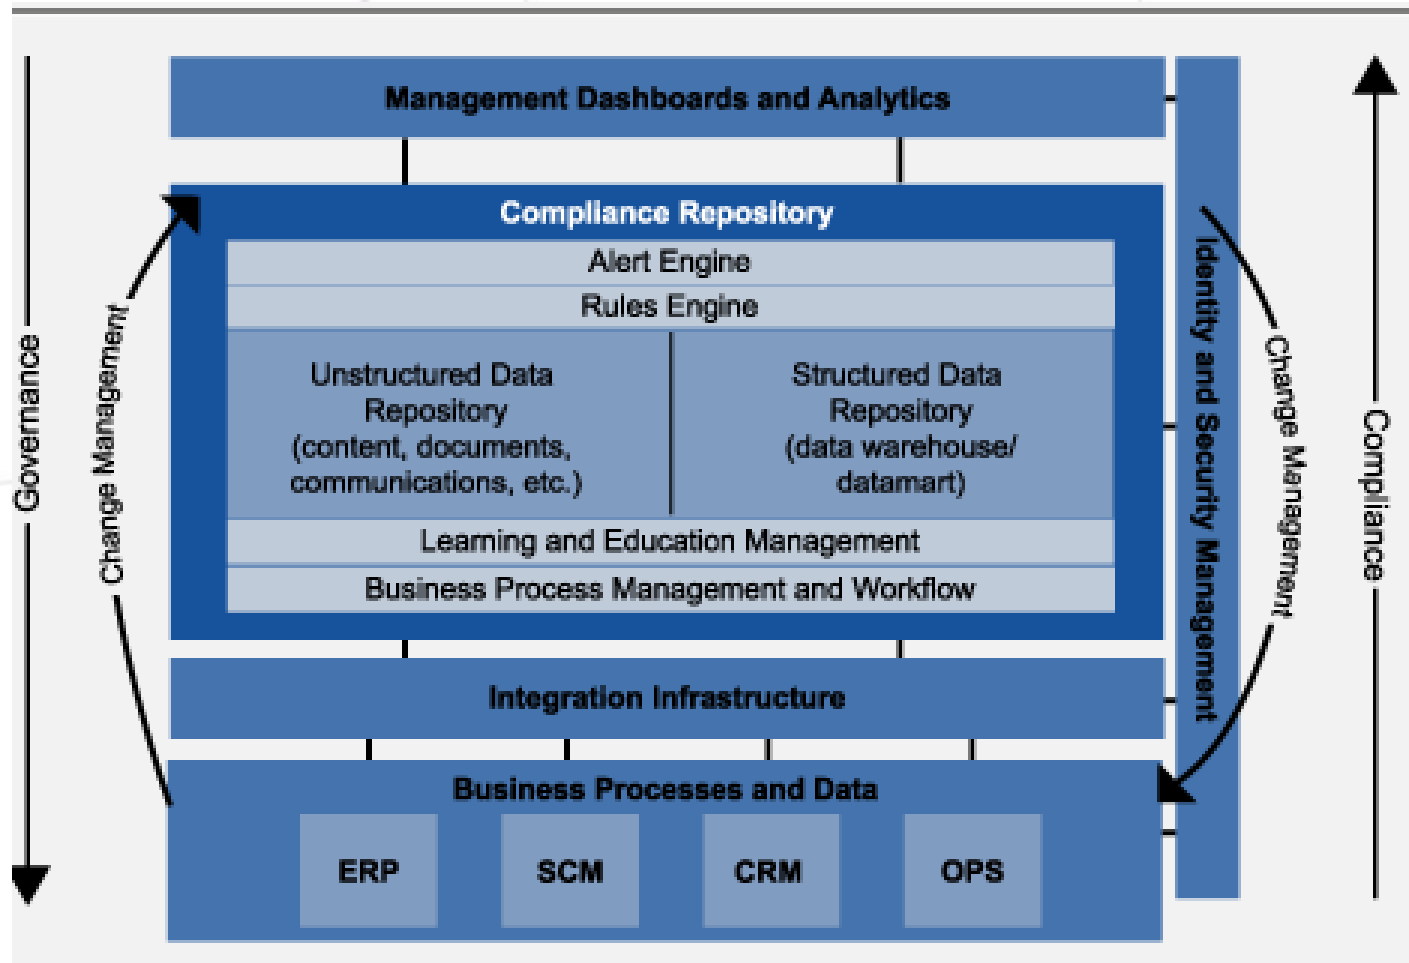 Management Dashboards and Analytics
Compliance Repository
Alert Engine
Rules Engine
Unstructured Data
Repository
(content, documents,
communications, etc.)
Structured Data
Repository
(data warehouse/
datamart)
Learning and Education Management
Business Process Management and Workflow
Integration Infrastructure
Business Processes and Data
ERP
SCM
CRM
OPS
Governance
Change Management
Identity and Security Management
Change Management
Compliance